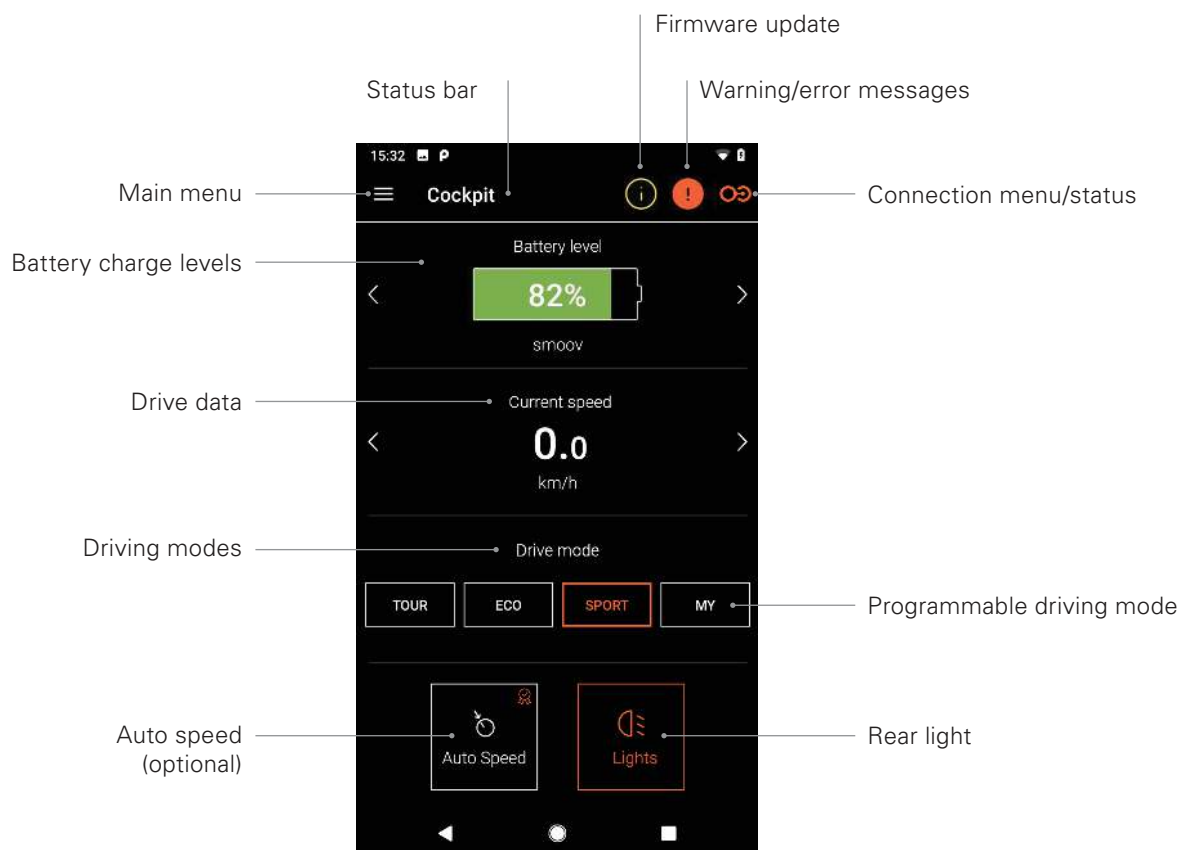 Firmware update
Status bar
Warning/error messages
15:32
Main menu
Cockpit
Connection menu/status
Battery charge levels
Battery level
82%
smoov
Drive data
Current speed
0.0
km/h
Driving modes
Drive mode
TOUR ECO SPORT MY
Programmable driving mode
Auto speed
(optional)
Auto Speed
Lights
Rear light